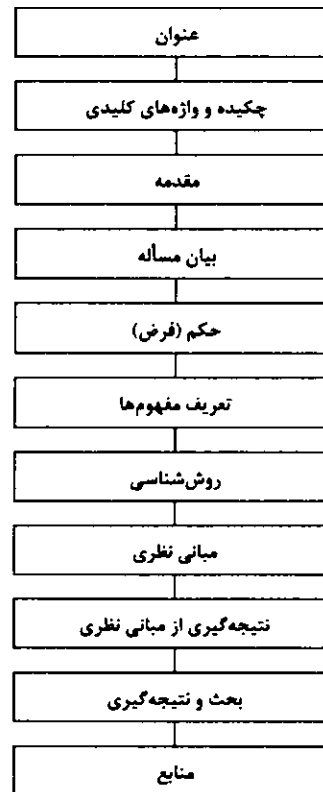 عنوان
چکیده و واژه‌های کلیدی
مقدمه
بیان مسأله
حکم (فرض)
تعریف مفهوم‌ها
روش‌شناسی
مبانی نظری
نتیجه‌گیری از مبانی نظری
بحث و نتیجه‌گیری
منابع